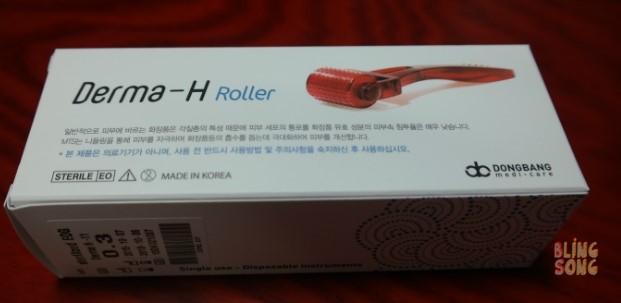 Derma-H Roller
일반적으로 피부에 바르는 화장품은 각질층의 특성 때문에 피부 세포의 통로를 화장품 유효 성분의 피부속 침투율은 매우 낮습니다.
MTS는 니들링을 통해 피부를 자극하며 화장품등의 흡수를 돕는데 극대화하여 피부를 개선합니다.
* 본 제품은 의료기기가 아니며, 사용 전 반드시 사용방법 및 주의사항을 숙지하신 후 사용하십시오.
STERILE EO MADE IN KOREA
DONGBANG
medi-care
0.3
Single use - Disposable Instruments
BLING
SONG